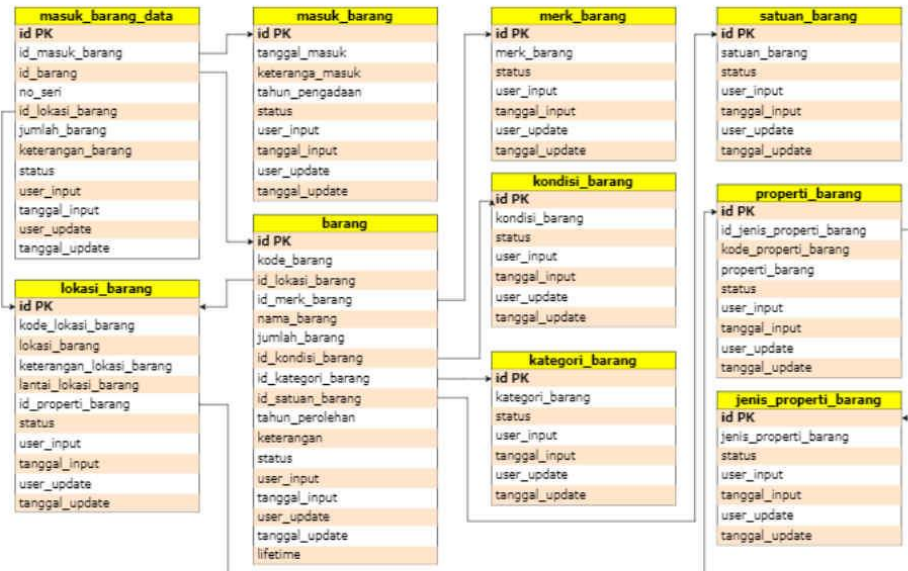 masuk_barang_data
id PK
id_masuk_barang
id_barang
no_seri
id_lokasi_barang
jumlah_barang
keterangan_barang
status
user_input
tanggal_input
user_update
tanggal_update
lokasi_barang
id PK
kode_lokasi_barang
lokasi_barang
keterangan_lokasi_barang
lantai_lokasi_barang
id_properti_barang
status
user_input
tanggal_input
user_update
tanggal_update
masuk_barang
id PK
tanggal_masuk
keteranga_masuk
tahun_pengadaan
status
user_input
tanggal_input
user_update
tanggal_update
barang
id PK
kode_barang
id_lokasi_barang
id_merk_barang
nama_barang
jumlah_barang
id_kondisi_barang
id_kategori_barang
id_satuan_barang
tahun_perolehan
keterangan
status
user_input
tanggal_input
user_update
tanggal_update
lifetime
merk_barang
id PK
merk_barang
status
user_input
tanggal_input
user_update
tanggal_update
kondisi_barang
id PK
kondisi_barang
status
user_input
tanggal_input
user_update
tanggal_update
kategori_barang
id PK
kategori_barang
status
user_input
tanggal_input
user_update
tanggal_update
satuan_barang
id PK
satuan_barang
status
user_input
tanggal_input
user_update
tanggal_update
properti_barang
id PK
id_jenis_properti_barang
kode_properti_barang
properti_barang
status
user_input
tanggal_input
user_update
tanggal_update
jenis_properti_barang
id PK
jenis_properti_barang
status
user_input
tanggal_input
user_update
tanggal_update